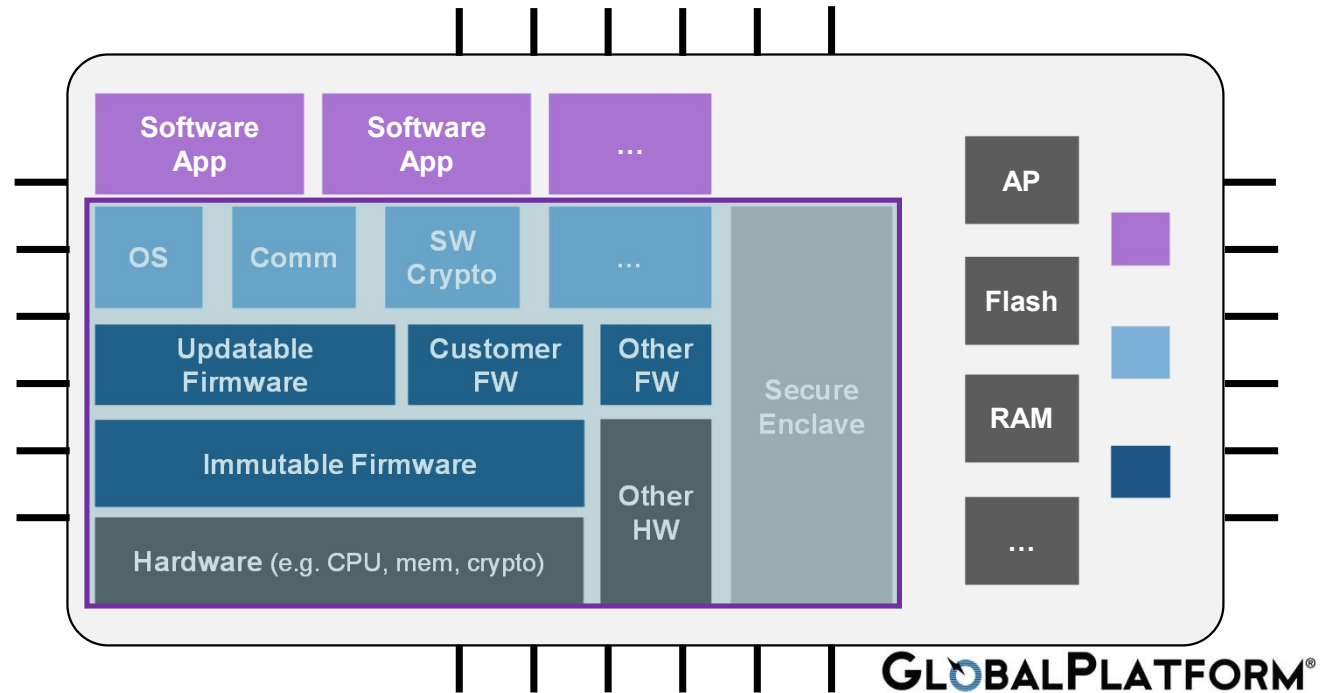 Software
App
Software
App
...
OS
Comm
SW
Crypto
...
Updatable
Firmware
Customer
FW
Other
FW
Secure
Enclave
Immutable Firmware
Other
HW
Hardware (e.g. CPU, mem, crypto)
AP
Flash
RAM
...
GLOBALPLATFORM®